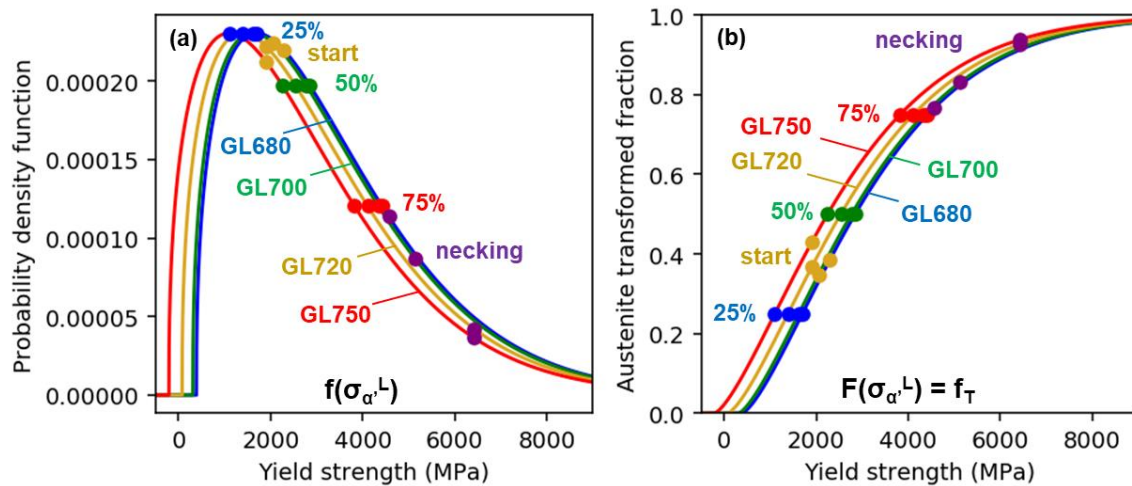 (a)
25%
start
50%
GL680
GL700
75%
necking
GL720
GL750
f(σα',L)
Probability density function
0.00020
0.00015
0.00010
0.00005
0.00000
0 2000 4000 6000 8000
Yield strength (MPa)
(b)
necking
GL750 75%
GL720
GL700
50%
GL680
start
25%
F(σα',L) = fT
Austenite transformed fraction
1.0
0.8
0.6
0.4
0.2
0.0
0 2000 4000 6000 8000
Yield strength (MPa)